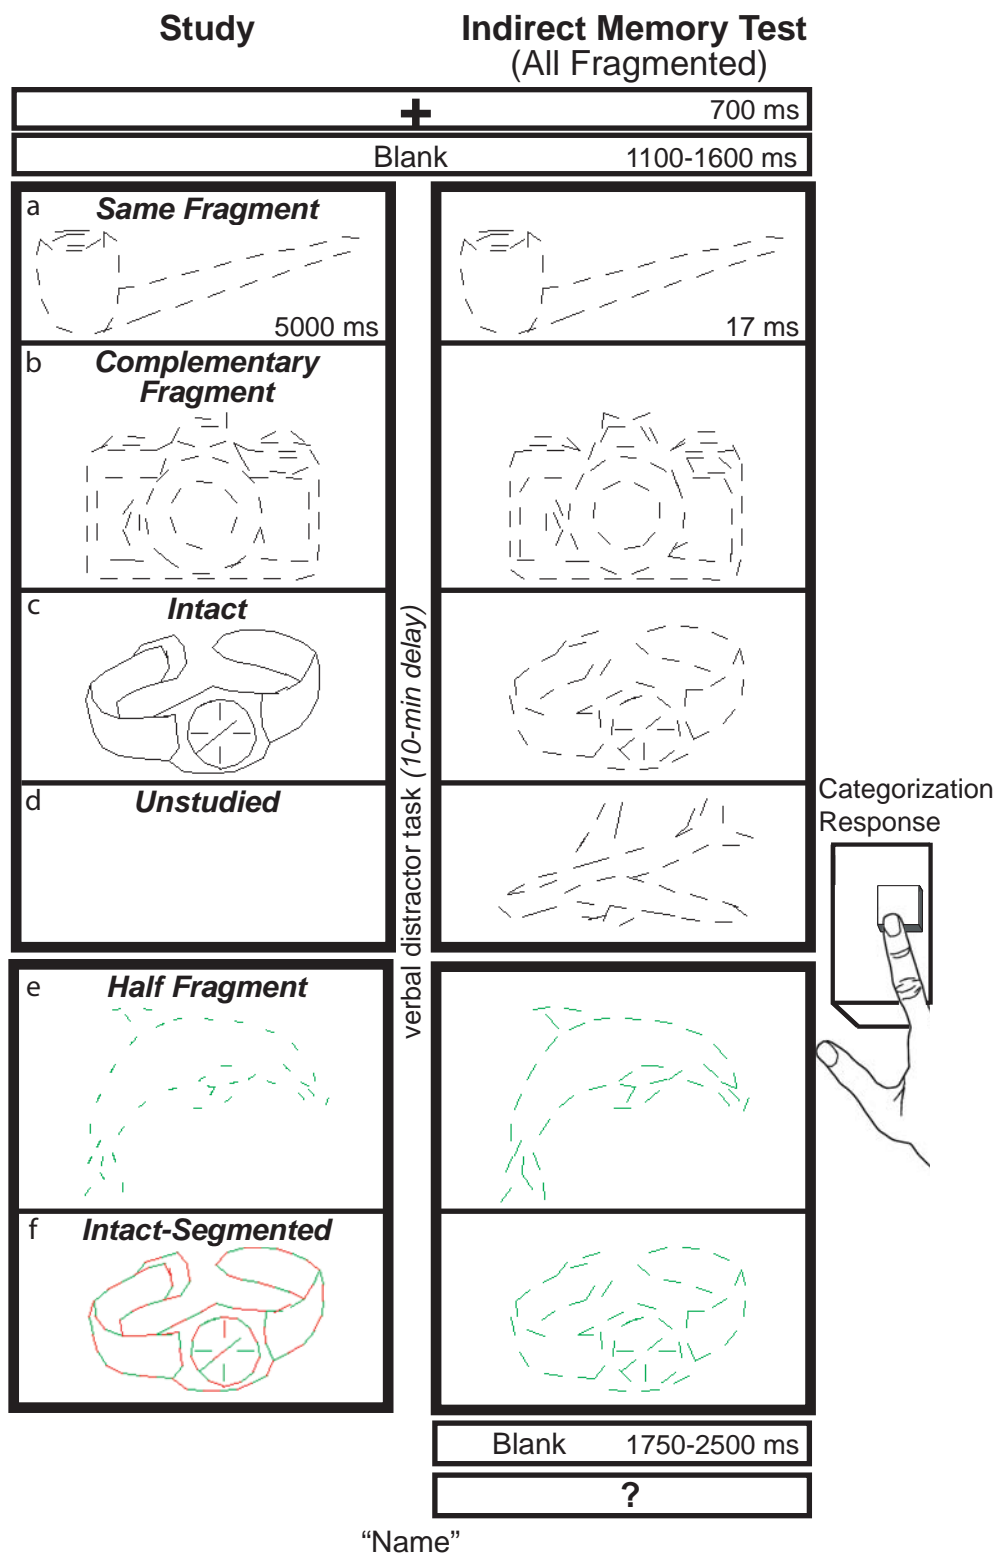 Study
Indirect Memory Test
(All Fragmented)
+
700 ms
Blank
1100-1600 ms
a
Same Fragment
5000 ms
17 ms
b
Complementary
Fragment
c
Intact
d
Unstudied
verbal distractor task (10-min delay)
Categorization
Response
e
Half Fragment
f
Intact-Segmented
Blank
1750-2500 ms
?
“Name”